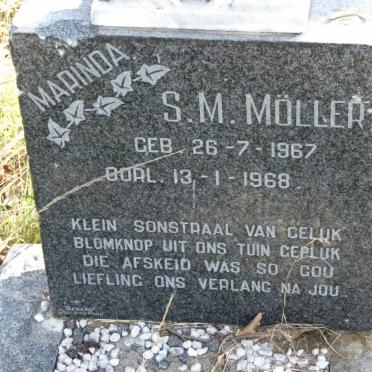 MARINDA
S.M. MÖLLER
GEB. 26-7-1967
OORL. 13-1-1968
KLEIN SONSTRAAL VAN GELUK
BLOMKNOP UIT ONS TUIN GEPLUK
DIE AFSKEID WAS SO GOU
LIEFLING ONS VERLANG NA JOU